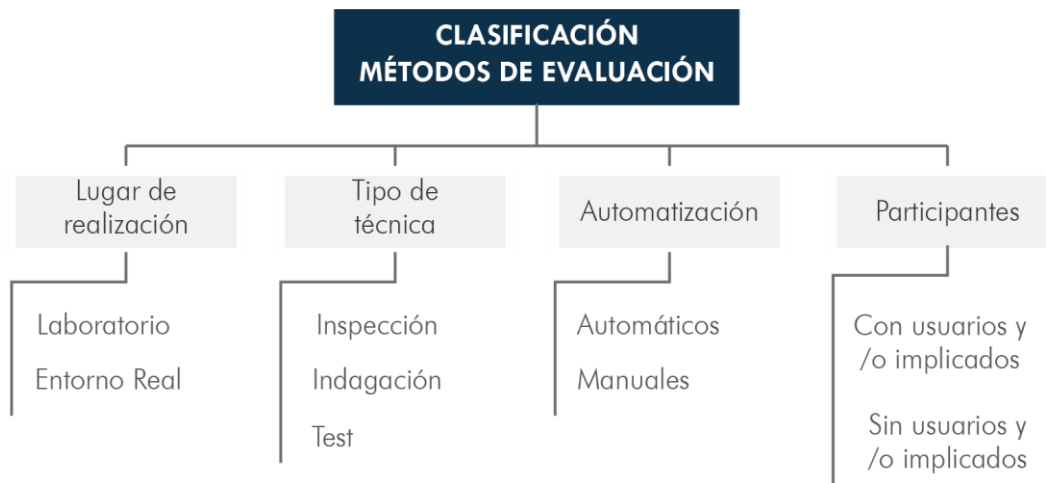 CLASIFICACIÓN
MÉTODOS DE EVALUACIÓN
Lugar de
realización
Laboratorio
Entorno Real
Tipo de
técnica
Inspección
Indagación
Test
Automatización
Automáticos
Manuales
Participantes
Con usuarios y
/o implicados
Sin usuarios y
/o implicados